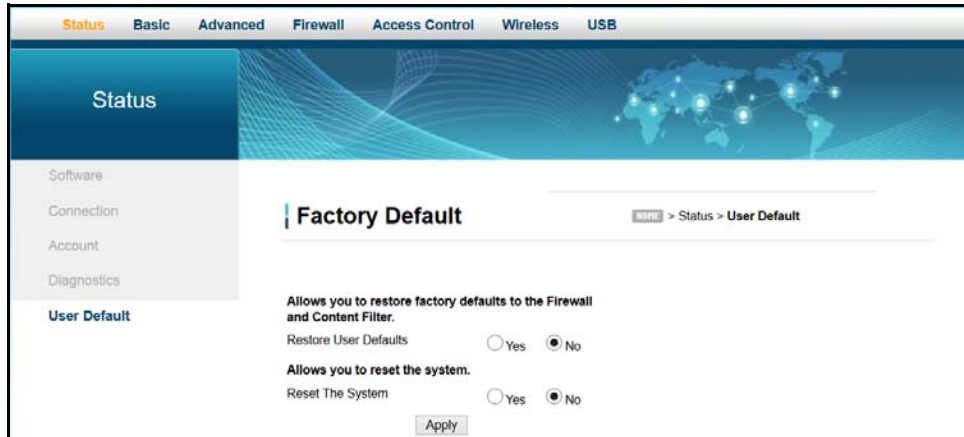 Status Basic Advanced Firewall Access Control Wireless USB
Status
Software
Connection
Account
Diagnostics
User Default
Factory Default
HOME > Status > User Default
Allows you to restore factory defaults to the Firewall
and Content Filter.
Restore User Defaults Yes No
Allows you to reset the system.
Reset The System Yes No
Apply